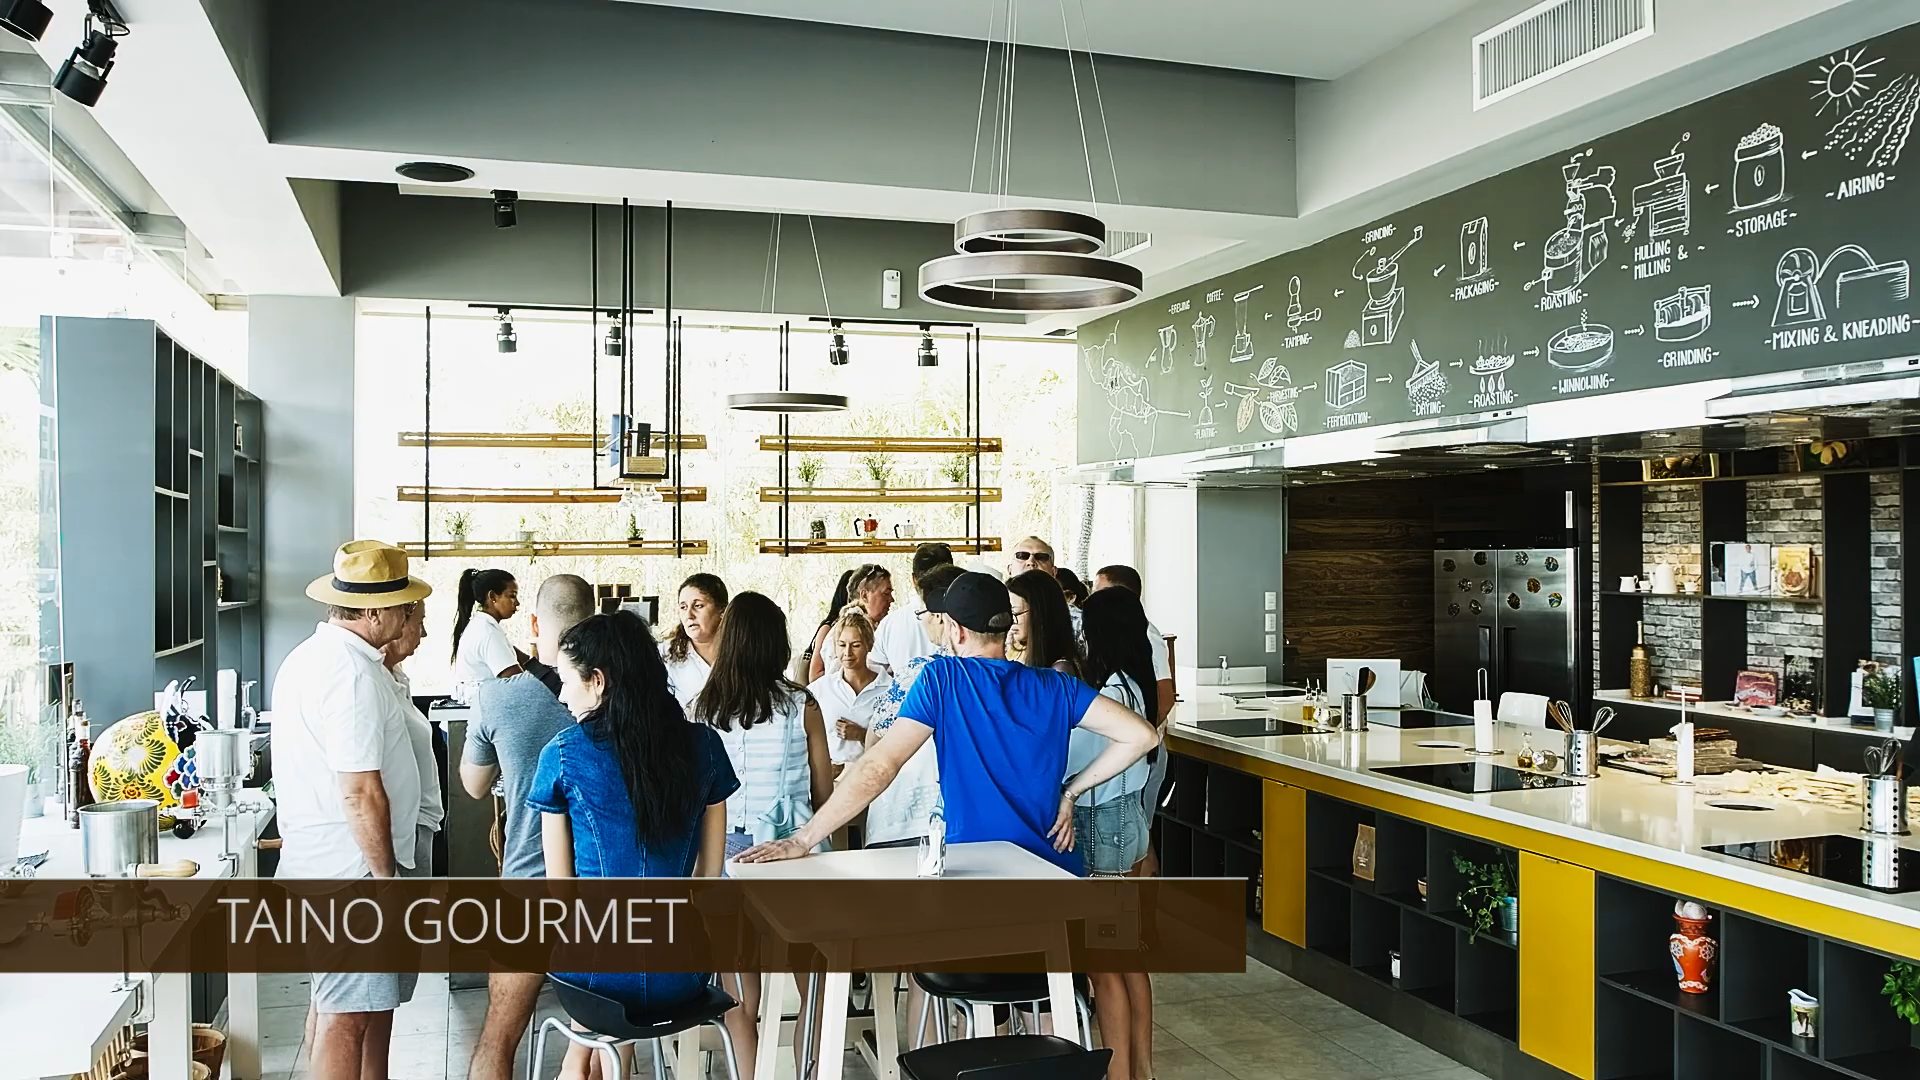 ~AIRING~
~STORAGE~
HULLING &
~ MILLING & ~
~ROASTING~
~PACKAGING~
~GRINDING~
~TAMPING~
COFFEE~
~MIXING & KNEADING~
~GRINDING~
~WINNOWING~
~ROASTING~
~DRYING~
~FERMENTATION~
~HARVESTING~
~PLANTING~
TAINO GOURMET